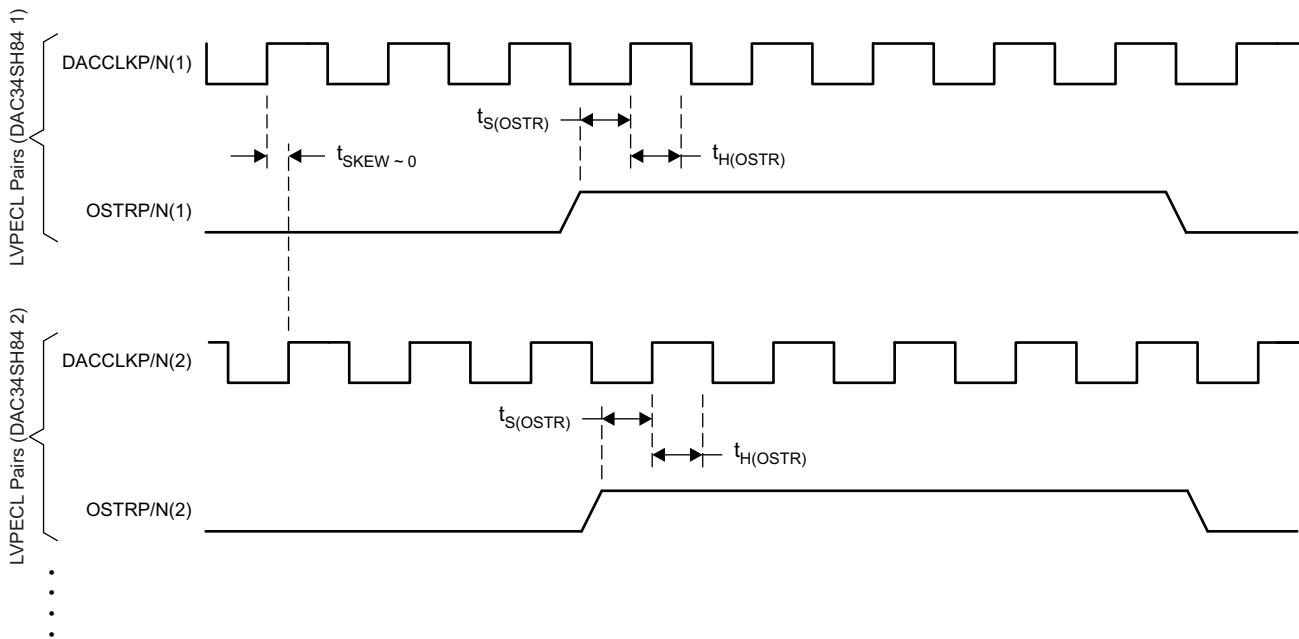 LVPECL Pairs (DAC34SH84 1)
DACCLKP/N(1)
tS(OSTR)
tH(OSTR)
tSKEW ~ 0
OSTRP/N(1)
LVPECL Pairs (DAC34SH84 2)
DACCLKP/N(2)
tS(OSTR)
tH(OSTR)
OSTRP/N(2)